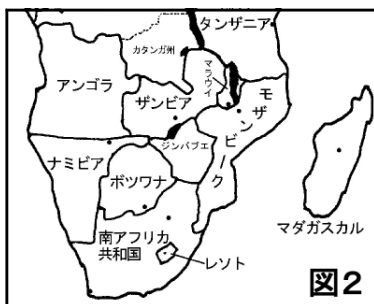 タンザニア
カタンガ州
アンゴラ
マラウイ
ザンビア
モザンビーク
ジンバブエ
ナミビア
ボツワナ
マダガスカル
南アフリカ
共和国
レソト
図2